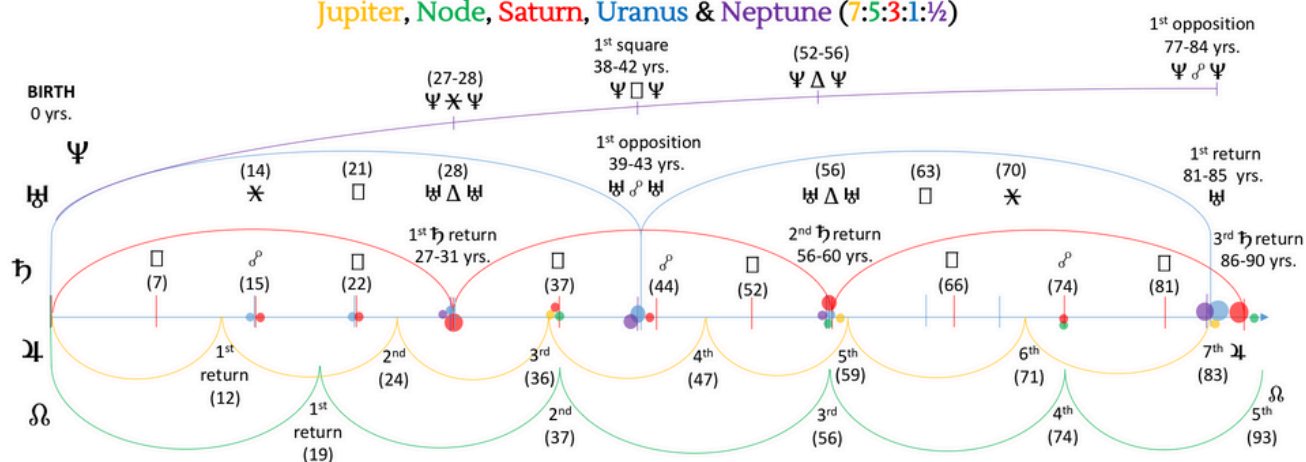 Jupiter, Node, Saturn, Uranus & Neptune (7:5:3:1:½)
BIRTH
0 yrs.
(27-28)
♆ ⚹ ♆
1st square
38-42 yrs.
♆ □ ♆
(52-56)
♆ Δ ♆
1st opposition
77-84 yrs.
♆ ☍ ♆
♆
♅
(14)
⚹
(21)
□
(28)
♅ Δ ♅
1st opposition
39-43 yrs.
♅ ☍ ♅
(56)
♅ Δ ♅
(63)
□
(70)
⚹
1st return
81-85 yrs.
♅
♄
□
(7)
☍
(15)
□
(22)
1st ♄ return
27-31 yrs.
□
(37)
☍
(44)
□
(52)
2nd ♄ return
56-60 yrs.
□
(66)
☍
(74)
□
(81)
3rd ♄ return
86-90 yrs.
♃
1st
return
(12)
2nd
(24)
3rd
(36)
4th
(47)
5th
(59)
6th
(71)
7th ♃
(83)
☊
1st
return
(19)
2nd
(37)
3rd
(56)
4th
(74)
☊
5th
(93)